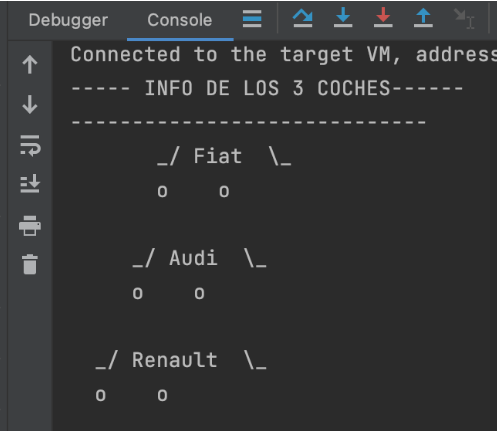 Debugger Console
Connected to the target VM, address
----- INFO DE LOS 3 COCHES------
-----------------------------
       _/ Fiat  \_
       o    o
     _/ Audi  \_
     o    o
  _/ Renault  \_
  o    o